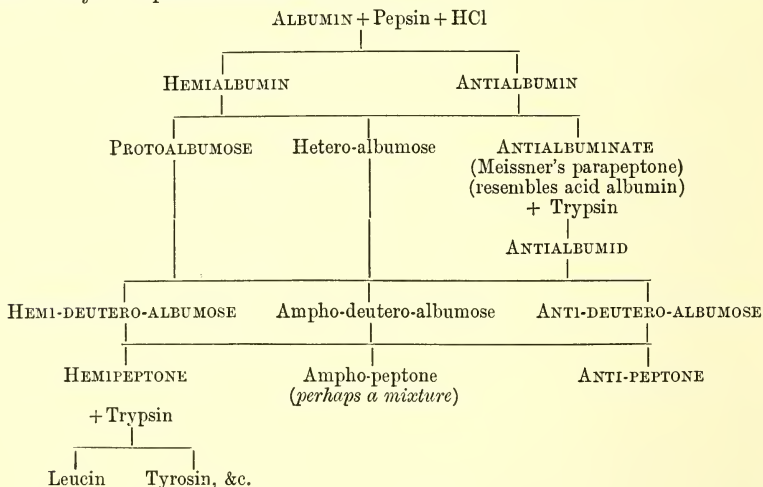 ALBUMIN + Pepsin + HCl
HEMIALBUMIN ANTIALBUMIN
PROTOALBUMOSE Hetero-albumose ANTIALBUMINATE
(Meissner's parapeptone)
(resembles acid albumin)
+ Trypsin
ANTIALBUMID
HEMI-DEUTERO-ALBUMOSE Ampho-deutero-albumose ANTI-DEUTERO-ALBUMOSE
HEMIPEPTONE Ampho-peptone ANTI-PEPTONE
(perhaps a mixture)
+ Trypsin
Leucin Tyrosin, &c.